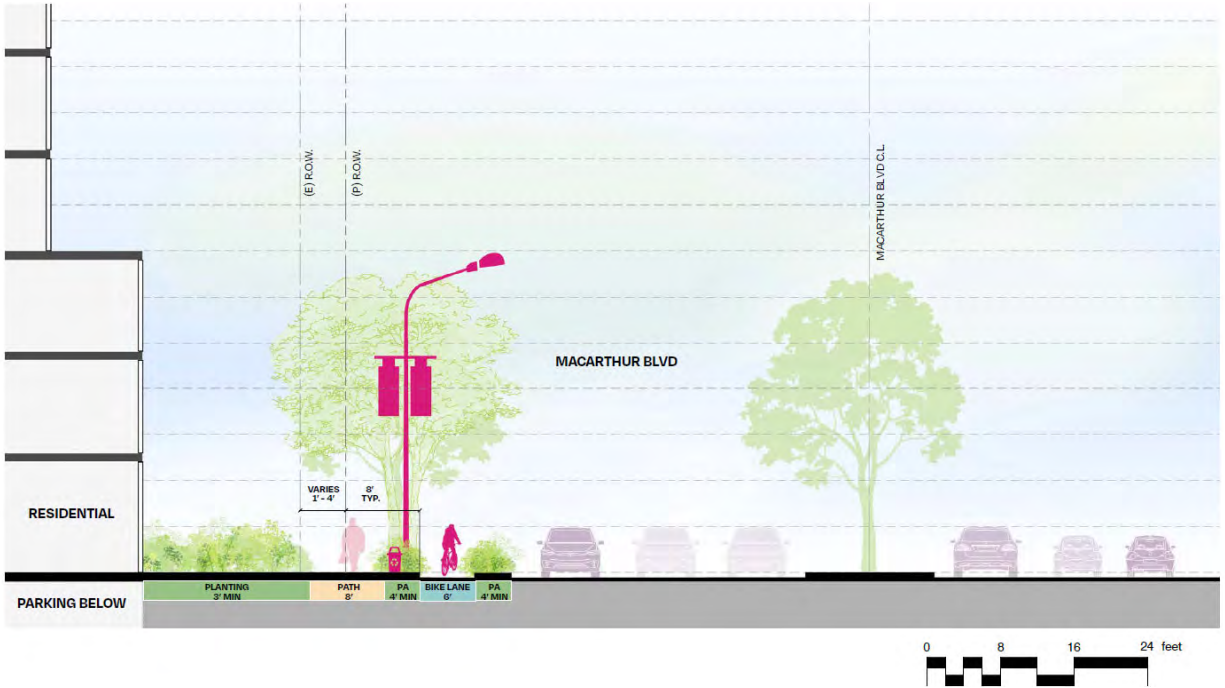 (E) R.O.W.
(P) R.O.W.
MACARTHUR BLVD C.L.
MACARTHUR BLVD
VARIES
1' - 4'
8'
TYP.
RESIDENTIAL
PLANTING
3' MIN
PATH
8'
PA
4' MIN
BIKE LANE
6'
PA
4' MIN
PARKING BELOW
0 8 16 24 feet